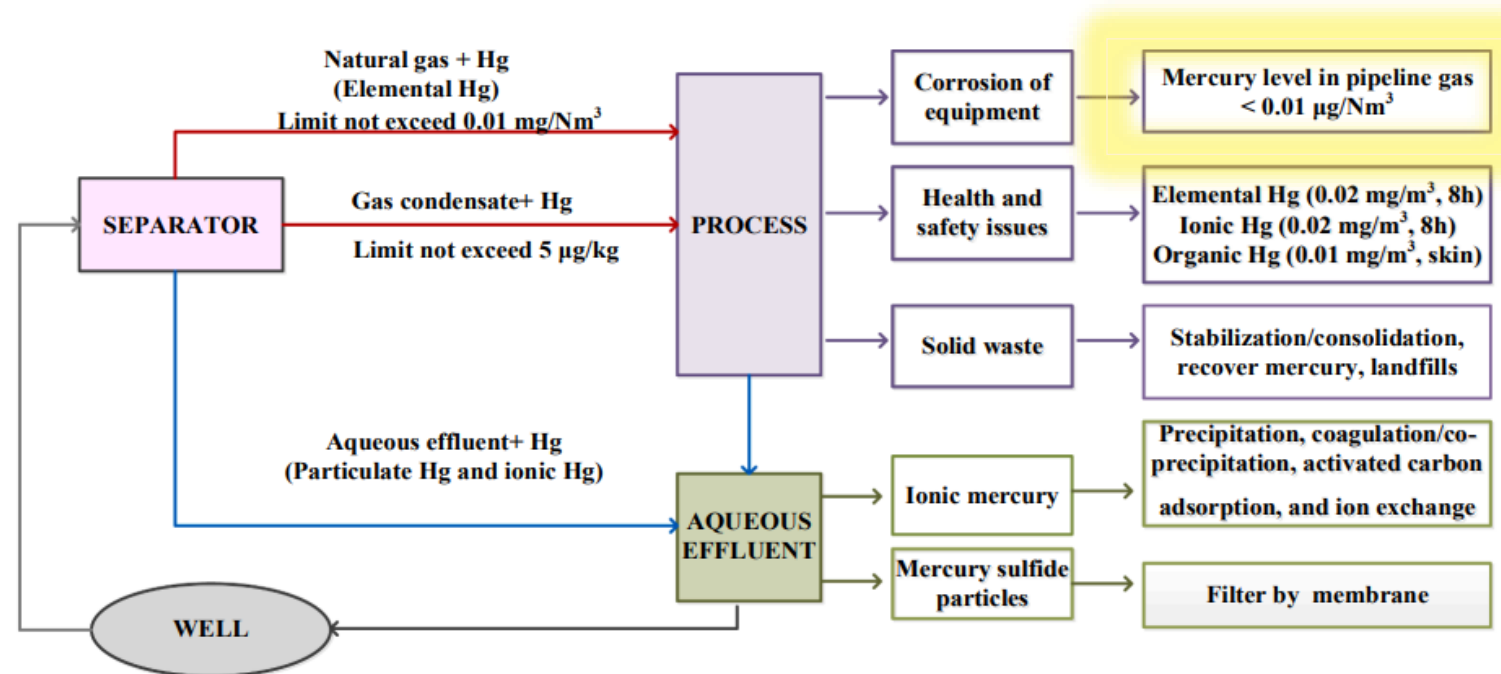 Natural gas + Hg
(Elemental Hg)
Limit not exceed 0.01 mg/Nm³
SEPARATOR
Gas condensate+ Hg
Limit not exceed 5 µg/kg
PROCESS
Corrosion of
equipment
Mercury level in pipeline gas
< 0.01 µg/Nm³
Health and
safety issues
Elemental Hg (0.02 mg/m³, 8h)
Ionic Hg (0.02 mg/m³, 8h)
Organic Hg (0.01 mg/m³, skin)
Solid waste
Stabilization/consolidation,
recover mercury, landfills
Aqueous effluent+ Hg
(Particulate Hg and ionic Hg)
AQUEOUS
EFFLUENT
Ionic mercury
Precipitation, coagulation/co-
precipitation, activated carbon
adsorption, and ion exchange
Mercury sulfide
particles
Filter by membrane
WELL